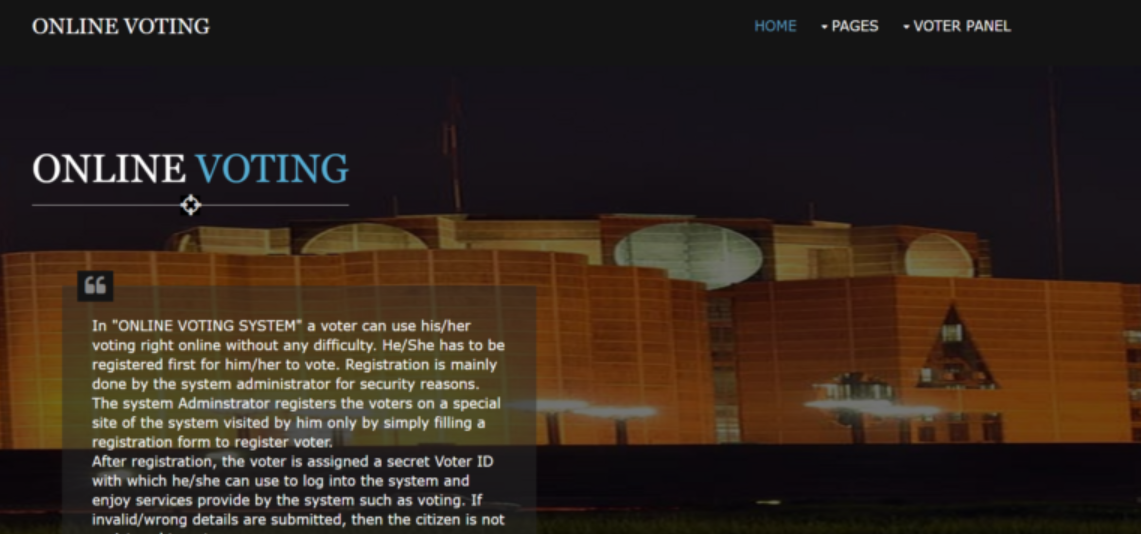 ONLINE VOTING
HOME
PAGES
VOTER PANEL
ONLINE VOTING
In "ONLINE VOTING SYSTEM" a voter can use his/her
voting right online without any difficulty. He/She has to be
registered first for him/her to vote. Registration is mainly
done by the system administrator for security reasons.
The system Adminstrator registers the voters on a special
site of the system visited by him only by simply filling a
registration form to register voter.
After registration, the voter is assigned a secret Voter ID
with which he/she can use to log into the system and
enjoy services provide by the system such as voting. If
invalid/wrong details are submitted, then the citizen is not